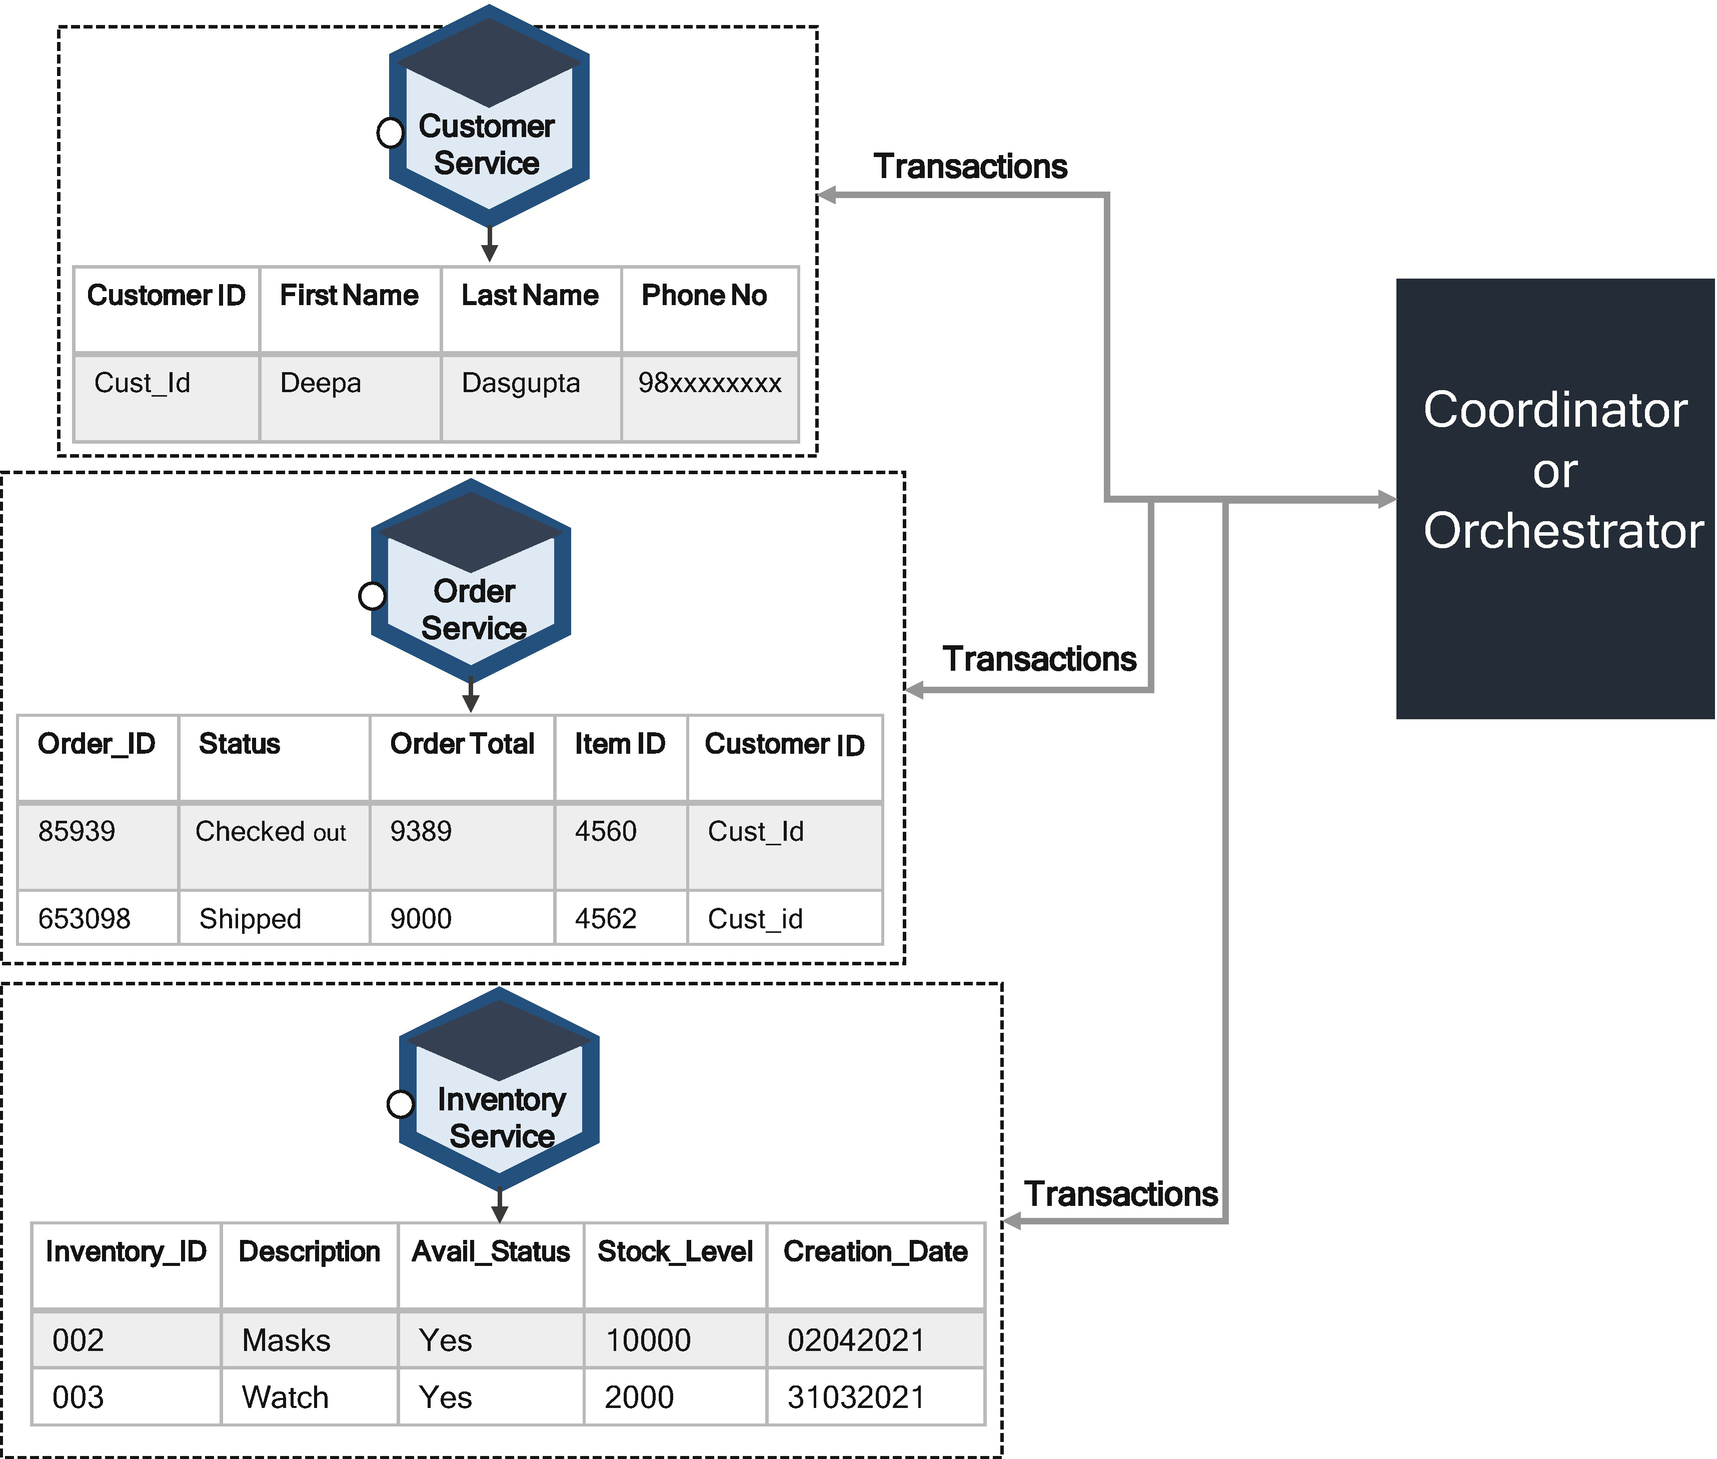 Customer
Service
Transactions
Customer ID First Name Last Name Phone No
Cust_Id Deepa Dasgupta 98xxxxxxxx
Coordinator
or
Orchestrator
Order
Service
Transactions
Order_ID Status Order Total Item ID Customer ID
85939 Checked out 9389 4560 Cust_Id
653098 Shipped 9000 4562 Cust_id
Inventory
Service
Transactions
Inventory_ID Description Avail_Status Stock_Level Creation_Date
002 Masks Yes 10000 02042021
003 Watch Yes 2000 31032021